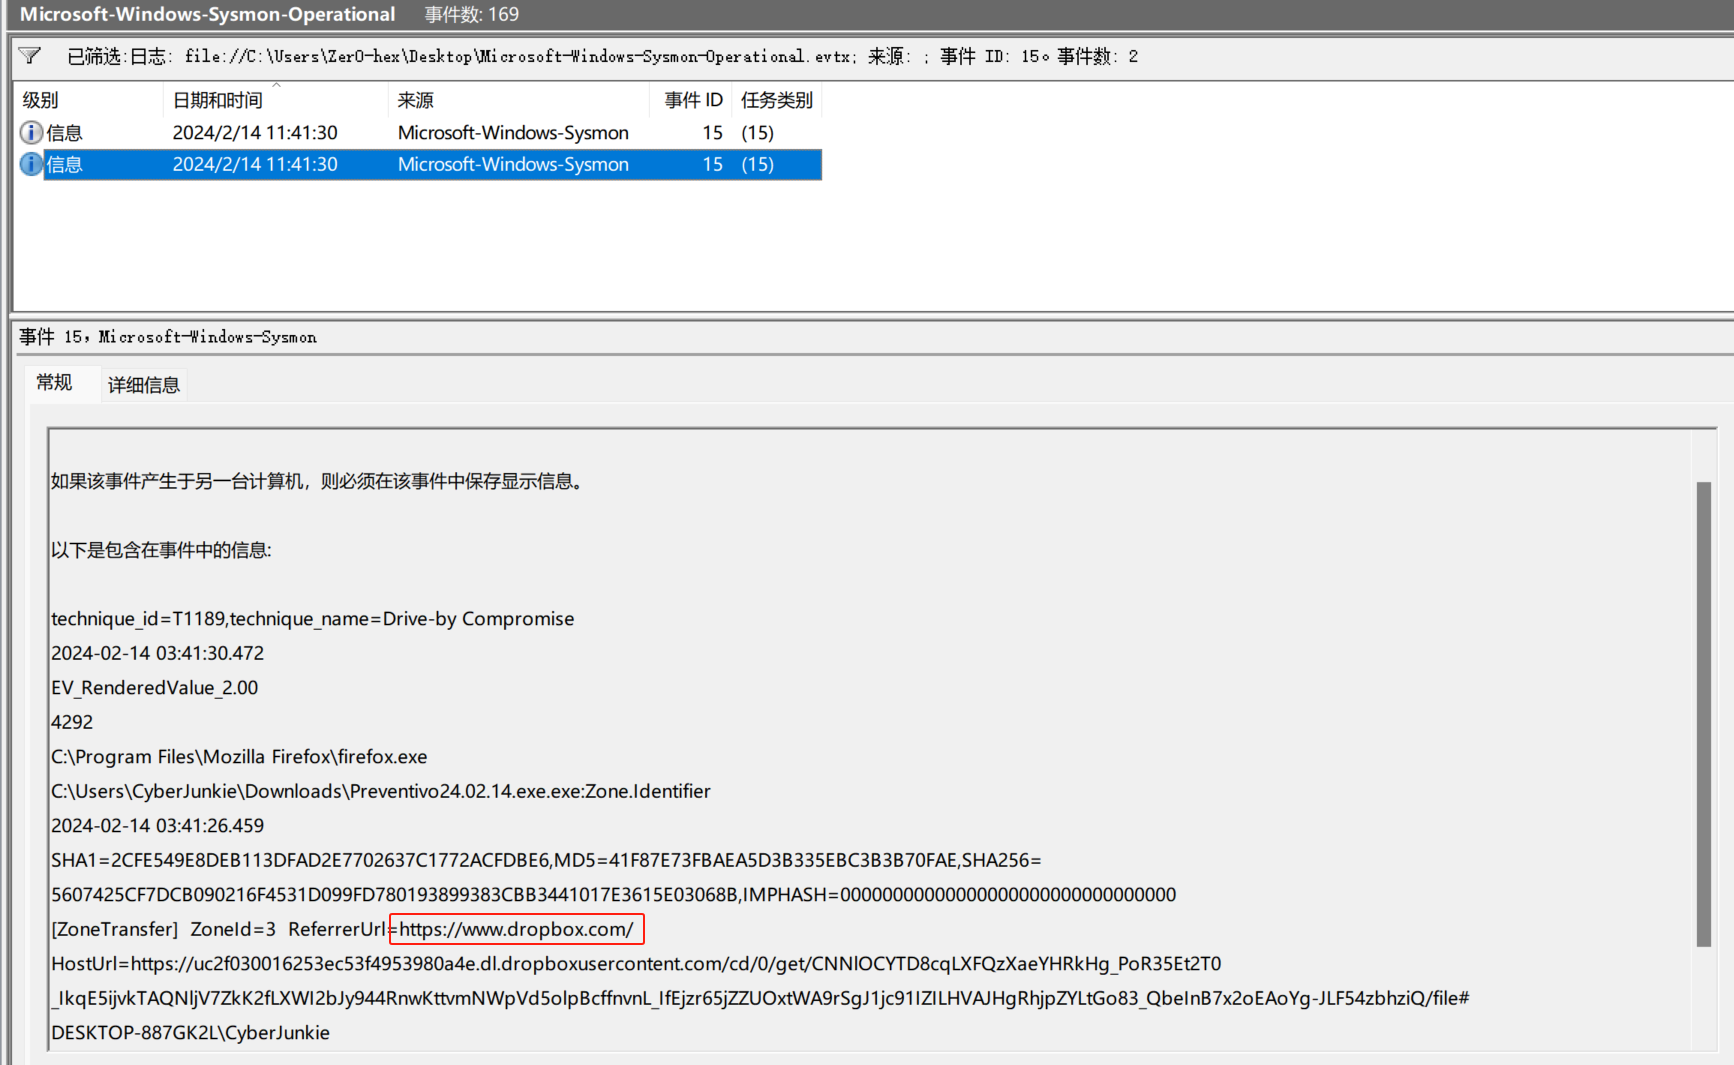 Microsoft-Windows-Sysmon-Operational 事件数: 169
已筛选:日志: file://C:\Users\Zer0-hex\Desktop\Microsoft-Windows-Sysmon-Operational.evtx; 来源: ; 事件 ID: 15。事件数: 2
级别 日期和时间 来源 事件 ID 任务类别
信息 2024/2/14 11:41:30 Microsoft-Windows-Sysmon 15 (15)
信息 2024/2/14 11:41:30 Microsoft-Windows-Sysmon 15 (15)
事件 15，Microsoft-Windows-Sysmon
常规 详细信息
如果该事件产生于另一台计算机，则必须在该事件中保存显示信息。
以下是包含在事件中的信息:
technique_id=T1189,technique_name=Drive-by Compromise
2024-02-14 03:41:30.472
EV_RenderedValue_2.00
4292
C:\Program Files\Mozilla Firefox\firefox.exe
C:\Users\CyberJunkie\Downloads\Preventivo24.02.14.exe.exe:Zone.Identifier
2024-02-14 03:41:26.459
SHA1=2CFE549E8DEB113DFAD2E7702637C1772ACFDBE6,MD5=41F87E73FBAEA5D3B335EBC3B3B70FAE,SHA256=
5607425CF7DCB090216F4531D099FD780193899383CBB3441017E3615E03068B,IMPHASH=00000000000000000000000000000000
[ZoneTransfer]  ZoneId=3  ReferrerUrl=https://www.dropbox.com/
HostUrl=https://uc2f030016253ec53f4953980a4e.dl.dropboxusercontent.com/cd/0/get/CNNlOCYTD8cqLXFQzXaeYHRkHg_PoR35Et2T0
_IkqE5ijvkTAQNljV7ZkK2fLXWI2bJy944RnwKttvmNWpVd5olpBcffnvnL_IfEjzr65jZZUOxtWA9rSgJ1jc91IZILHVAJHgRhjpZYLtGo83_QbeInB7x2oEAoYg-JLF54zbhziQ/file#
DESKTOP-887GK2L\CyberJunkie